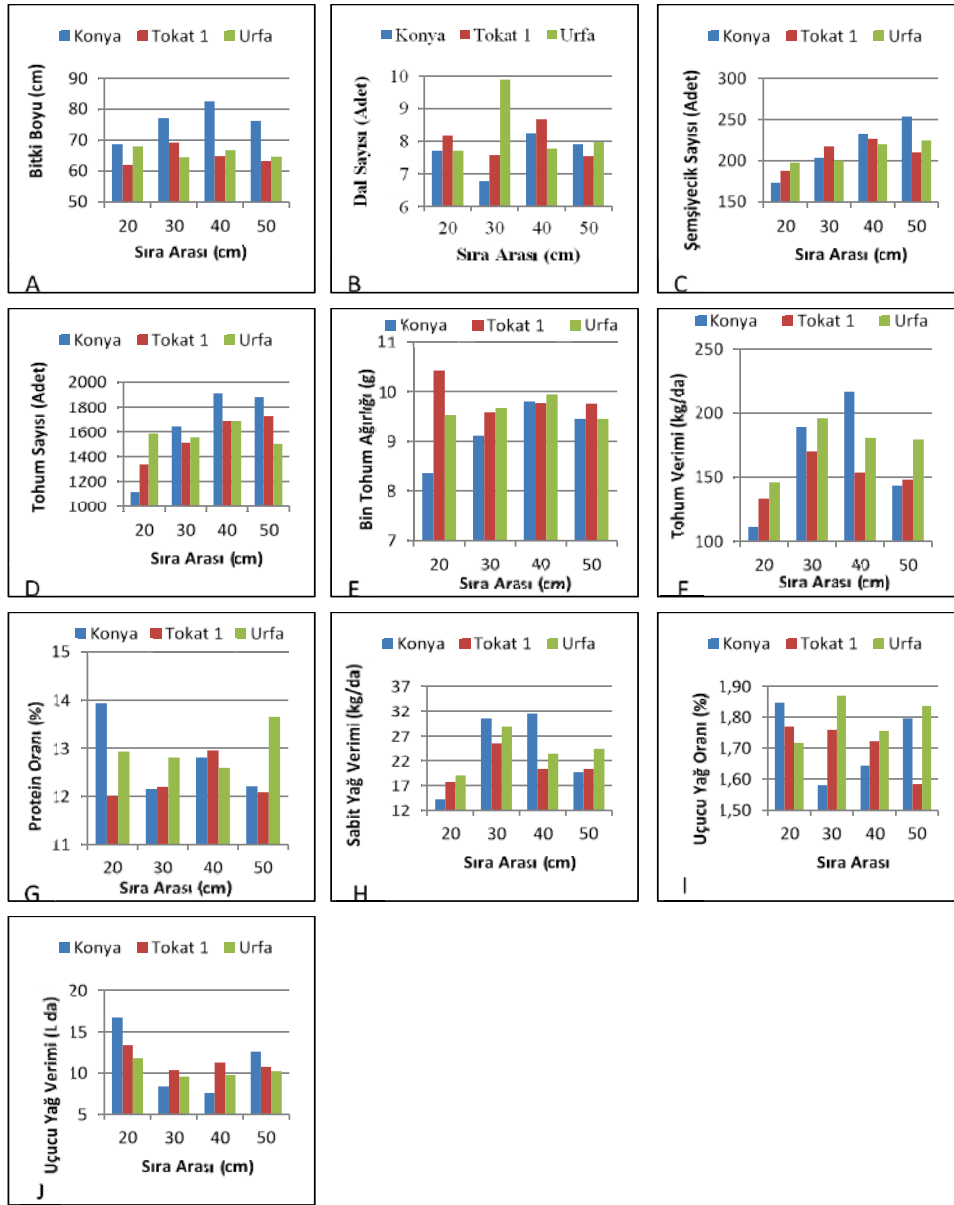 Konya Tokat 1 Urfa
Bitki Boyu (cm)
90
80
70
60
50
20 30 40 50
Sıra Arası (cm)
A
Konya Tokat 1 Urfa
Dal Sayısı (Adet)
10
9
8
7
6
20 30 40 50
Sıra Arası (cm)
B
Konya Tokat 1 Urfa
Şemşiyecik Sayısı (Adet)
300
250
200
150
20 30 40 50
Sıra Arası (cm)
C
Konya Tokat 1 Urfa
Tohum Sayısı (Adet)
2000
1800
1600
1400
1200
1000
20 30 40 50
Sıra Arası (cm)
D
Konya Tokat 1 Urfa
Bin Tohum Ağırlığı (g)
11
10
9
8
7
20 30 40 50
Sıra Arası (cm)
Konya Tokat 1 Urfa
Tohum Verimi (kg/da)
250
200
150
100
20 30 40 50
Sıra Arası (cm)
Konya Tokat 1 Urfa
Protein Oranı (%)
15
14
13
12
11
20 30 40 50
Sıra Arası (cm)
G
Konya Tokat 1 Urfa
Sabit Yağ Verimi (kg/da)
37
32
27
22
17
12
20 30 40 50
Sıra Arası (cm)
H
Konya Tokat 1 Urfa
Uçucu Yağ Oranı (%)
1,90
1,80
1,70
1,60
1,50
20 30 40 50
Sıra Arası
I
Konya Tokat 1 Urfa
Uçucu Yağ Verimi (L da)
20
15
10
5
20 30 40 50
Sıra Arası (cm)
J